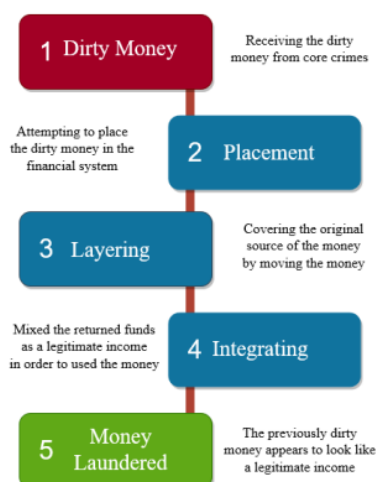 1 Dirty Money
Receiving the dirty
money from core crimes
Attempting to place
the dirty money in the
financial system
2 Placement
3 Layering
Covering the original
source of the money
by moving the money
Mixed the returned funds
as a legitimate income
in order to used the money
4 Integrating
5 Money
Laundered
The previously dirty
money appears to look like
a legitimate income